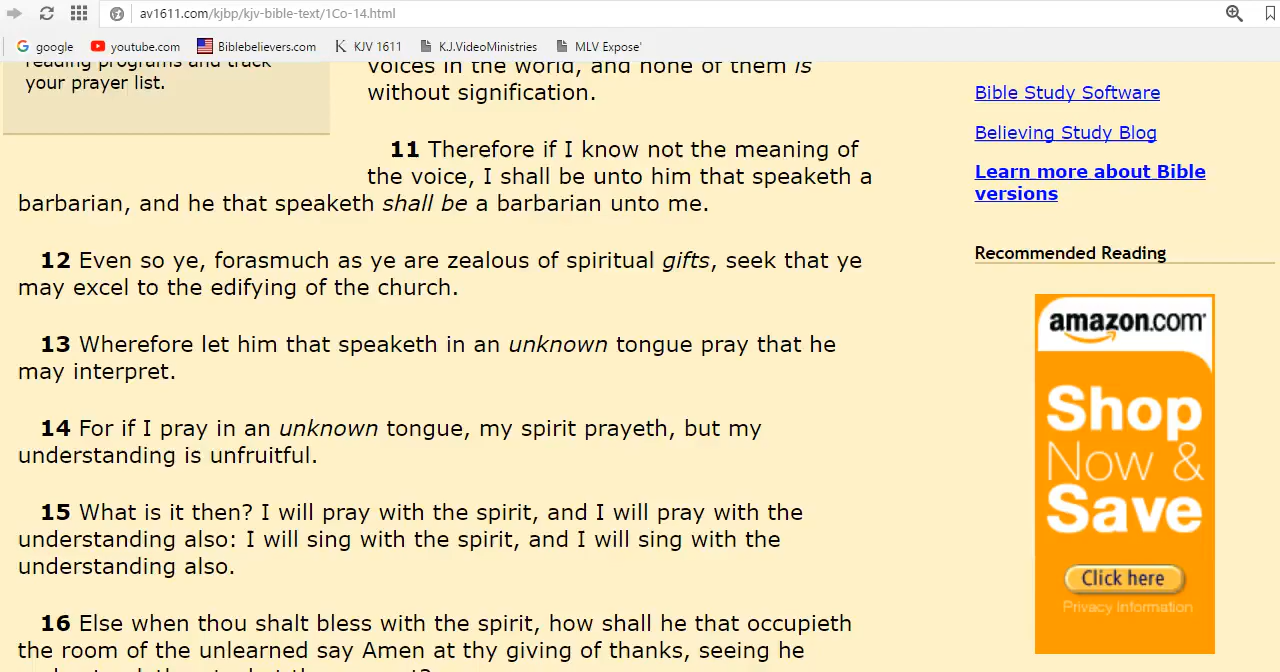 av1611.com/kjbp/kjv-bible-text/1Co-14.html
google youtube.com Biblebelievers.com KJV 1611 K.J.VideoMinistries MLV Expose'
reading programs and track
your prayer list.
voices in the world, and none of them is
without signification.
11 Therefore if I know not the meaning of
the voice, I shall be unto him that speaketh a
barbarian, and he that speaketh shall be a barbarian unto me.
12 Even so ye, forasmuch as ye are zealous of spiritual gifts, seek that ye
may excel to the edifying of the church.
13 Wherefore let him that speaketh in an unknown tongue pray that he
may interpret.
14 For if I pray in an unknown tongue, my spirit prayeth, but my
understanding is unfruitful.
15 What is it then? I will pray with the spirit, and I will pray with the
understanding also: I will sing with the spirit, and I will sing with the
understanding also.
16 Else when thou shalt bless with the spirit, how shall he that occupieth
the room of the unlearned say Amen at thy giving of thanks, seeing he
Bible Study Software
Believing Study Blog
Learn more about Bible
versions
Recommended Reading
amazon.com
Shop
Now &
Save
Click here
Privacy Information